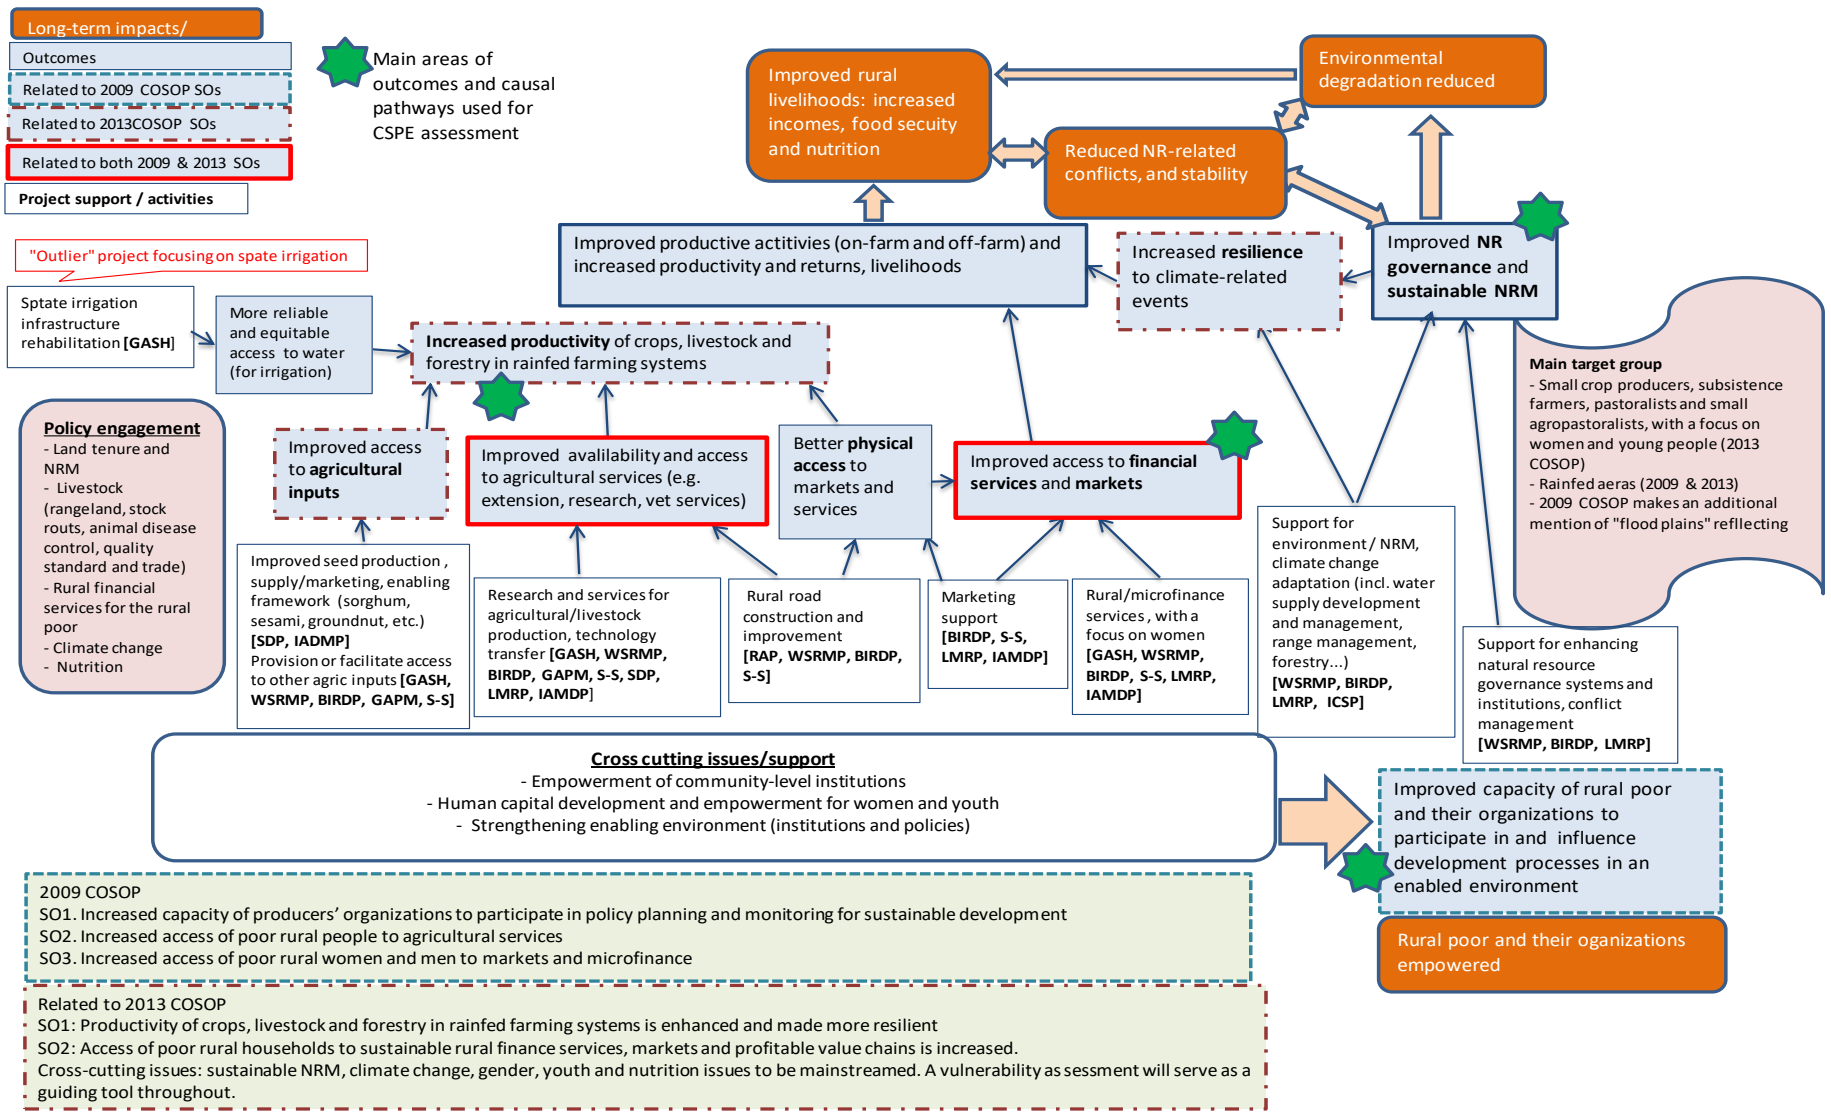 Long-term impacts/
Outcomes
Related to 2009 COSOP SOs
Related to 2013COSOP SOs
Related to both 2009 & 2013 SOs
Project support / activities
Main areas of
outcomes and causal
pathways used for
CSPE assessment
Improved rural
livelihoods: increased
incomes, food secuity
and nutrition
Environmental
degradation reduced
Reduced NR-related
conflicts, and stability
"Outlier" project focusing on spate irrigation
Sptate irrigation
infrastructure
rehabilitation [GASH]
More reliable
and equitable
access to water
(for irrigation)
Improved productive actitivies (on-farm and off-farm) and
increased productivity and returns, livelihoods
Increased resilience
to climate-related
events
Improved NR
governance and
sustainable NRM
Increased productivity of crops, livestock and
forestry in rainfed farming systems
Main target group
- Small crop producers, subsistence
farmers, pastoralists and small
agropastoralists, with a focus on
women and young people (2013
COSOP)
- Rainfed aeras (2009 & 2013)
- 2009 COSOP makes an additional
mention of "flood plains" refllecting
Policy engagement
- Land tenure and
NRM
- Livestock
(rangeland, stock
routs, animal disease
control, quality
standard and trade)
- Rural financial
services for the rural
poor
- Climate change
- Nutrition
Improved access
to agricultural
inputs
Improved availability and access
to agricultural services (e.g.
extension, research, vet services)
Better physical
access to
markets and
services
Improved access to financial
services and markets
Improved seed production ,
supply/marketing, enabling
framework (sorghum,
sesami, groundnut, etc.)
[SDP, IADMP]
Provision or facilitate access
to other agric inputs [GASH,
WSRMP, BIRDP, GAPM, S-S]
Research and services for
agricultural/livestock
production, technology
transfer [GASH, WSRMP,
BIRDP, GAPM, S-S, SDP,
LMRP, IAMDP]
Rural road
construction and
improvement
[RAP, WSRMP, BIRDP,
S-S]
Marketing
support
[BIRDP, S-S,
LMRP, IAMDP]
Rural/microfinance
services , with a
focus on women
[GASH, WSRMP,
BIRDP, S-S, LMRP,
IAMDP]
Support for
environment/ NRM,
climate change
adaptation (incl. water
supply development
and management,
range management,
forestry...)
[WSRMP, BIRDP,
LMRP, ICSP]
Support for enhancing
natural resource
governance systems and
institutions, conflict
management
[WSRMP, BIRDP, LMRP]
Cross cutting issues/support
- Empowerment of community-level institutions
- Human capital development and empowerment for women and youth
- Strengthening enabling environment (institutions and policies)
Improved capacity of rural poor
and their organizations to
participate in and influence
development processes in an
enabled environment
Rural poor and their oganizations
empowered
2009 COSOP
SO1. Increased capacity of producers' organizations to participate in policy planning and monitoring for sustainable development
SO2. Increased access of poor rural people to agricultural services
SO3. Increased access of poor rural women and men to markets and microfinance
Related to 2013 COSOP
SO1: Productivity of crops, livestock and forestry in rainfed farming systems is enhanced and made more resilient
SO2: Access of poor rural households to sustainable rural finance services, markets and profitable value chains is increased.
Cross-cutting issues: sustainable NRM, climate change, gender, youth and nutrition issues to be mainstreamed. A vulnerability as sessment will serve as a
guiding tool throughout.